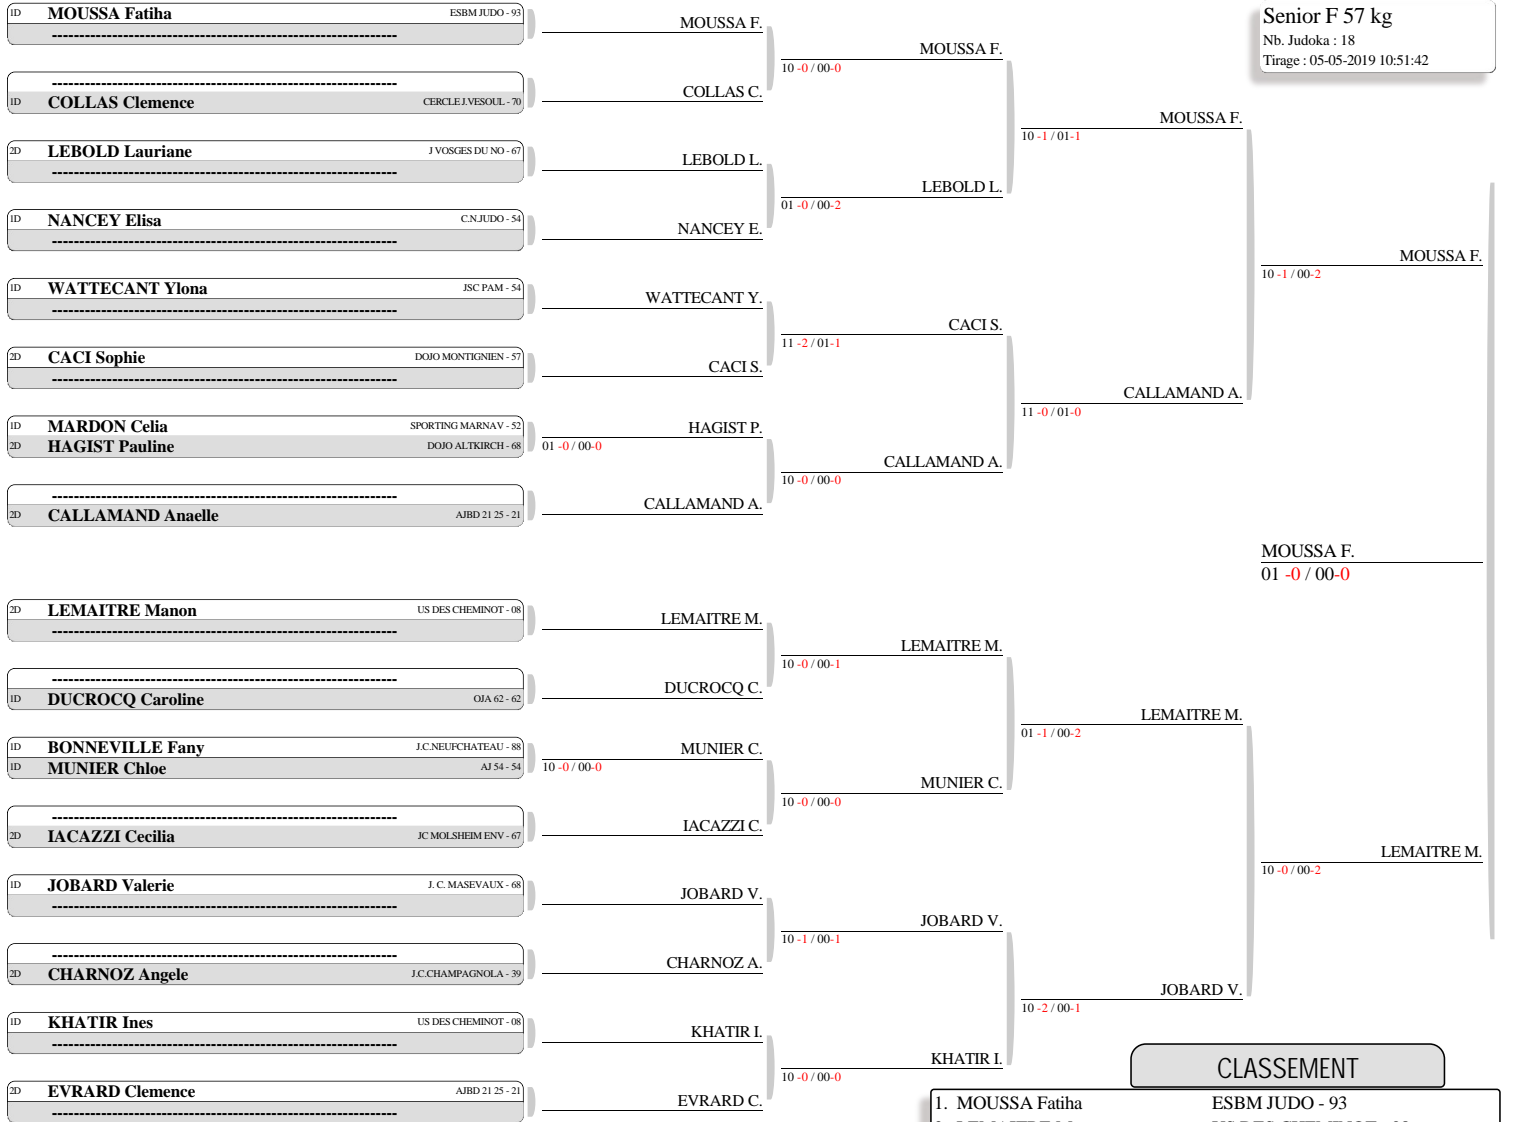 1D MOUSSA Fatiha ESBM JUDO - 93
----------------------------------------------------------------
----------------------------------------------------------------
1D COLLAS Clemence CERCLE J.VESOUL - 70
2D LEBOLD Lauriane J VOSGES DU NO - 67
----------------------------------------------------------------
1D NANCEY Elisa C.N.JUDO - 54
----------------------------------------------------------------
1D WATTECANT Ylona JSC PAM - 54
----------------------------------------------------------------
2D CACI Sophie DOJO MONTIGNIEN - 57
----------------------------------------------------------------
1D MARDON Celia SPORTING MARNAV - 52
2D HAGIST Pauline DOJO ALTKIRCH - 68
----------------------------------------------------------------
2D CALLAMAND Anaelle AJBD 21 25 - 21
2D LEMAITRE Manon US DES CHEMINOT - 08
----------------------------------------------------------------
----------------------------------------------------------------
1D DUCROCQ Caroline OJA 62 - 62
1D BONNEVILLE Fany J.C.NEUFCHATEAU - 88
1D MUNIER Chloe AJ 54 - 54
----------------------------------------------------------------
2D IACAZZI Cecilia JC MOLSHEIM ENV - 67
1D JOBARD Valerie J. C. MASEVAUX - 68
----------------------------------------------------------------
----------------------------------------------------------------
2D CHARNOZ Angele J.C.CHAMPAGNOLA - 39
1D KHATIR Ines US DES CHEMINOT - 08
----------------------------------------------------------------
2D EVRARD Clemence AJBD 21 25 - 21
----------------------------------------------------------------
MOUSSA F.
COLLAS C.
LEBOLD L.
NANCEY E.
WATTECANT Y.
CACI S.
HAGIST P.
01 -0 / 00-0
CALLAMAND A.
LEMAITRE M.
DUCROCQ C.
MUNIER C.
10 -0 / 00-0
IACAZZI C.
JOBARD V.
CHARNOZ A.
KHATIR I.
EVRARD C.
MOUSSA F.
10 -0 / 00-0
LEBOLD L.
01 -0 / 00-2
CACI S.
11 -2 / 01-1
CALLAMAND A.
10 -0 / 00-0
LEMAITRE M.
10 -0 / 00-1
MUNIER C.
10 -0 / 00-0
JOBARD V.
10 -1 / 00-1
KHATIR I.
10 -0 / 00-0
MOUSSA F.
10 -1 / 01-1
CALLAMAND A.
11 -0 / 01-0
LEMAITRE M.
01 -1 / 00-2
JOBARD V.
10 -2 / 00-1
Senior F 57 kg
Nb. Judoka : 18
Tirage : 05-05-2019 10:51:42
MOUSSA F.
10 -1 / 00-2
MOUSSA F.
01 -0 / 00-0
LEMAITRE M.
10 -0 / 00-2
CLASSEMENT
1. MOUSSA Fatiha ESBM JUDO - 93